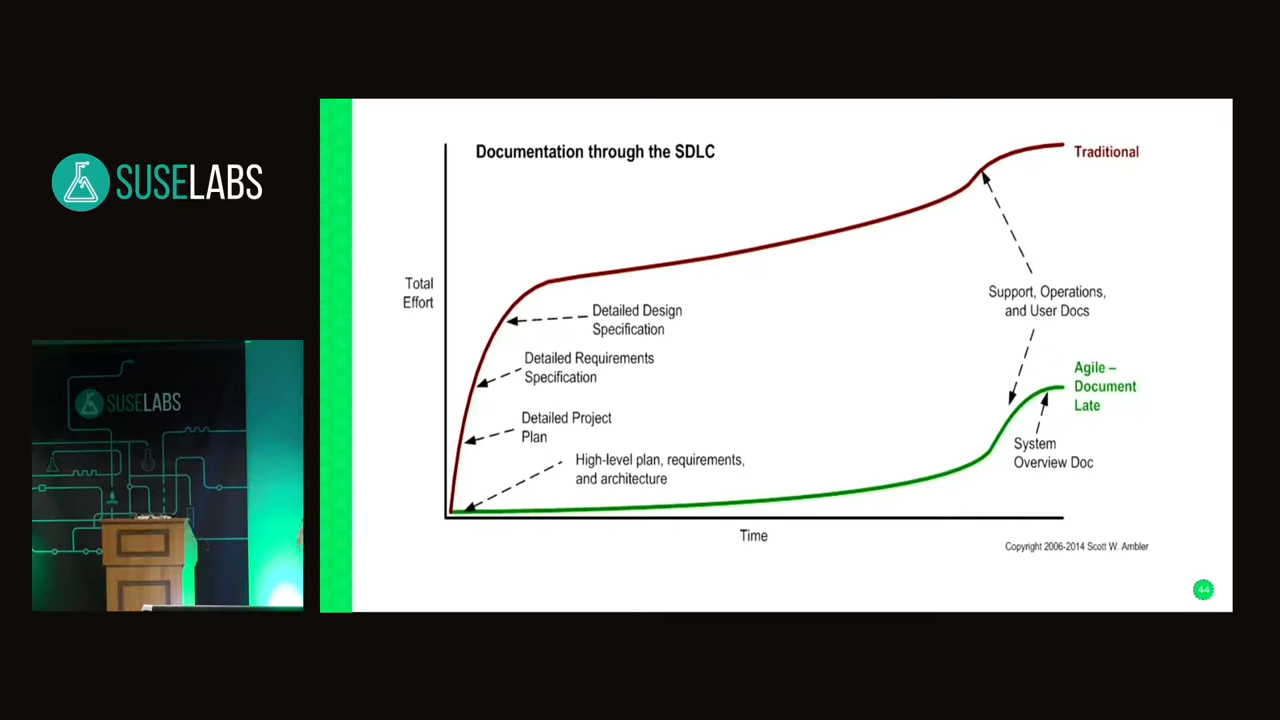 SUSELABS
SUSELABS
Documentation through the SDLC
Traditional
Total
Effort
Detailed Design
Specification
Detailed Requirements
Specification
Detailed Project
Plan
High-level plan, requirements,
and architecture
Support, Operations,
and User Docs
Agile –
Document
Late
System
Overview Doc
Time
Copyright 2006-2014 Scott W. Ambler
44